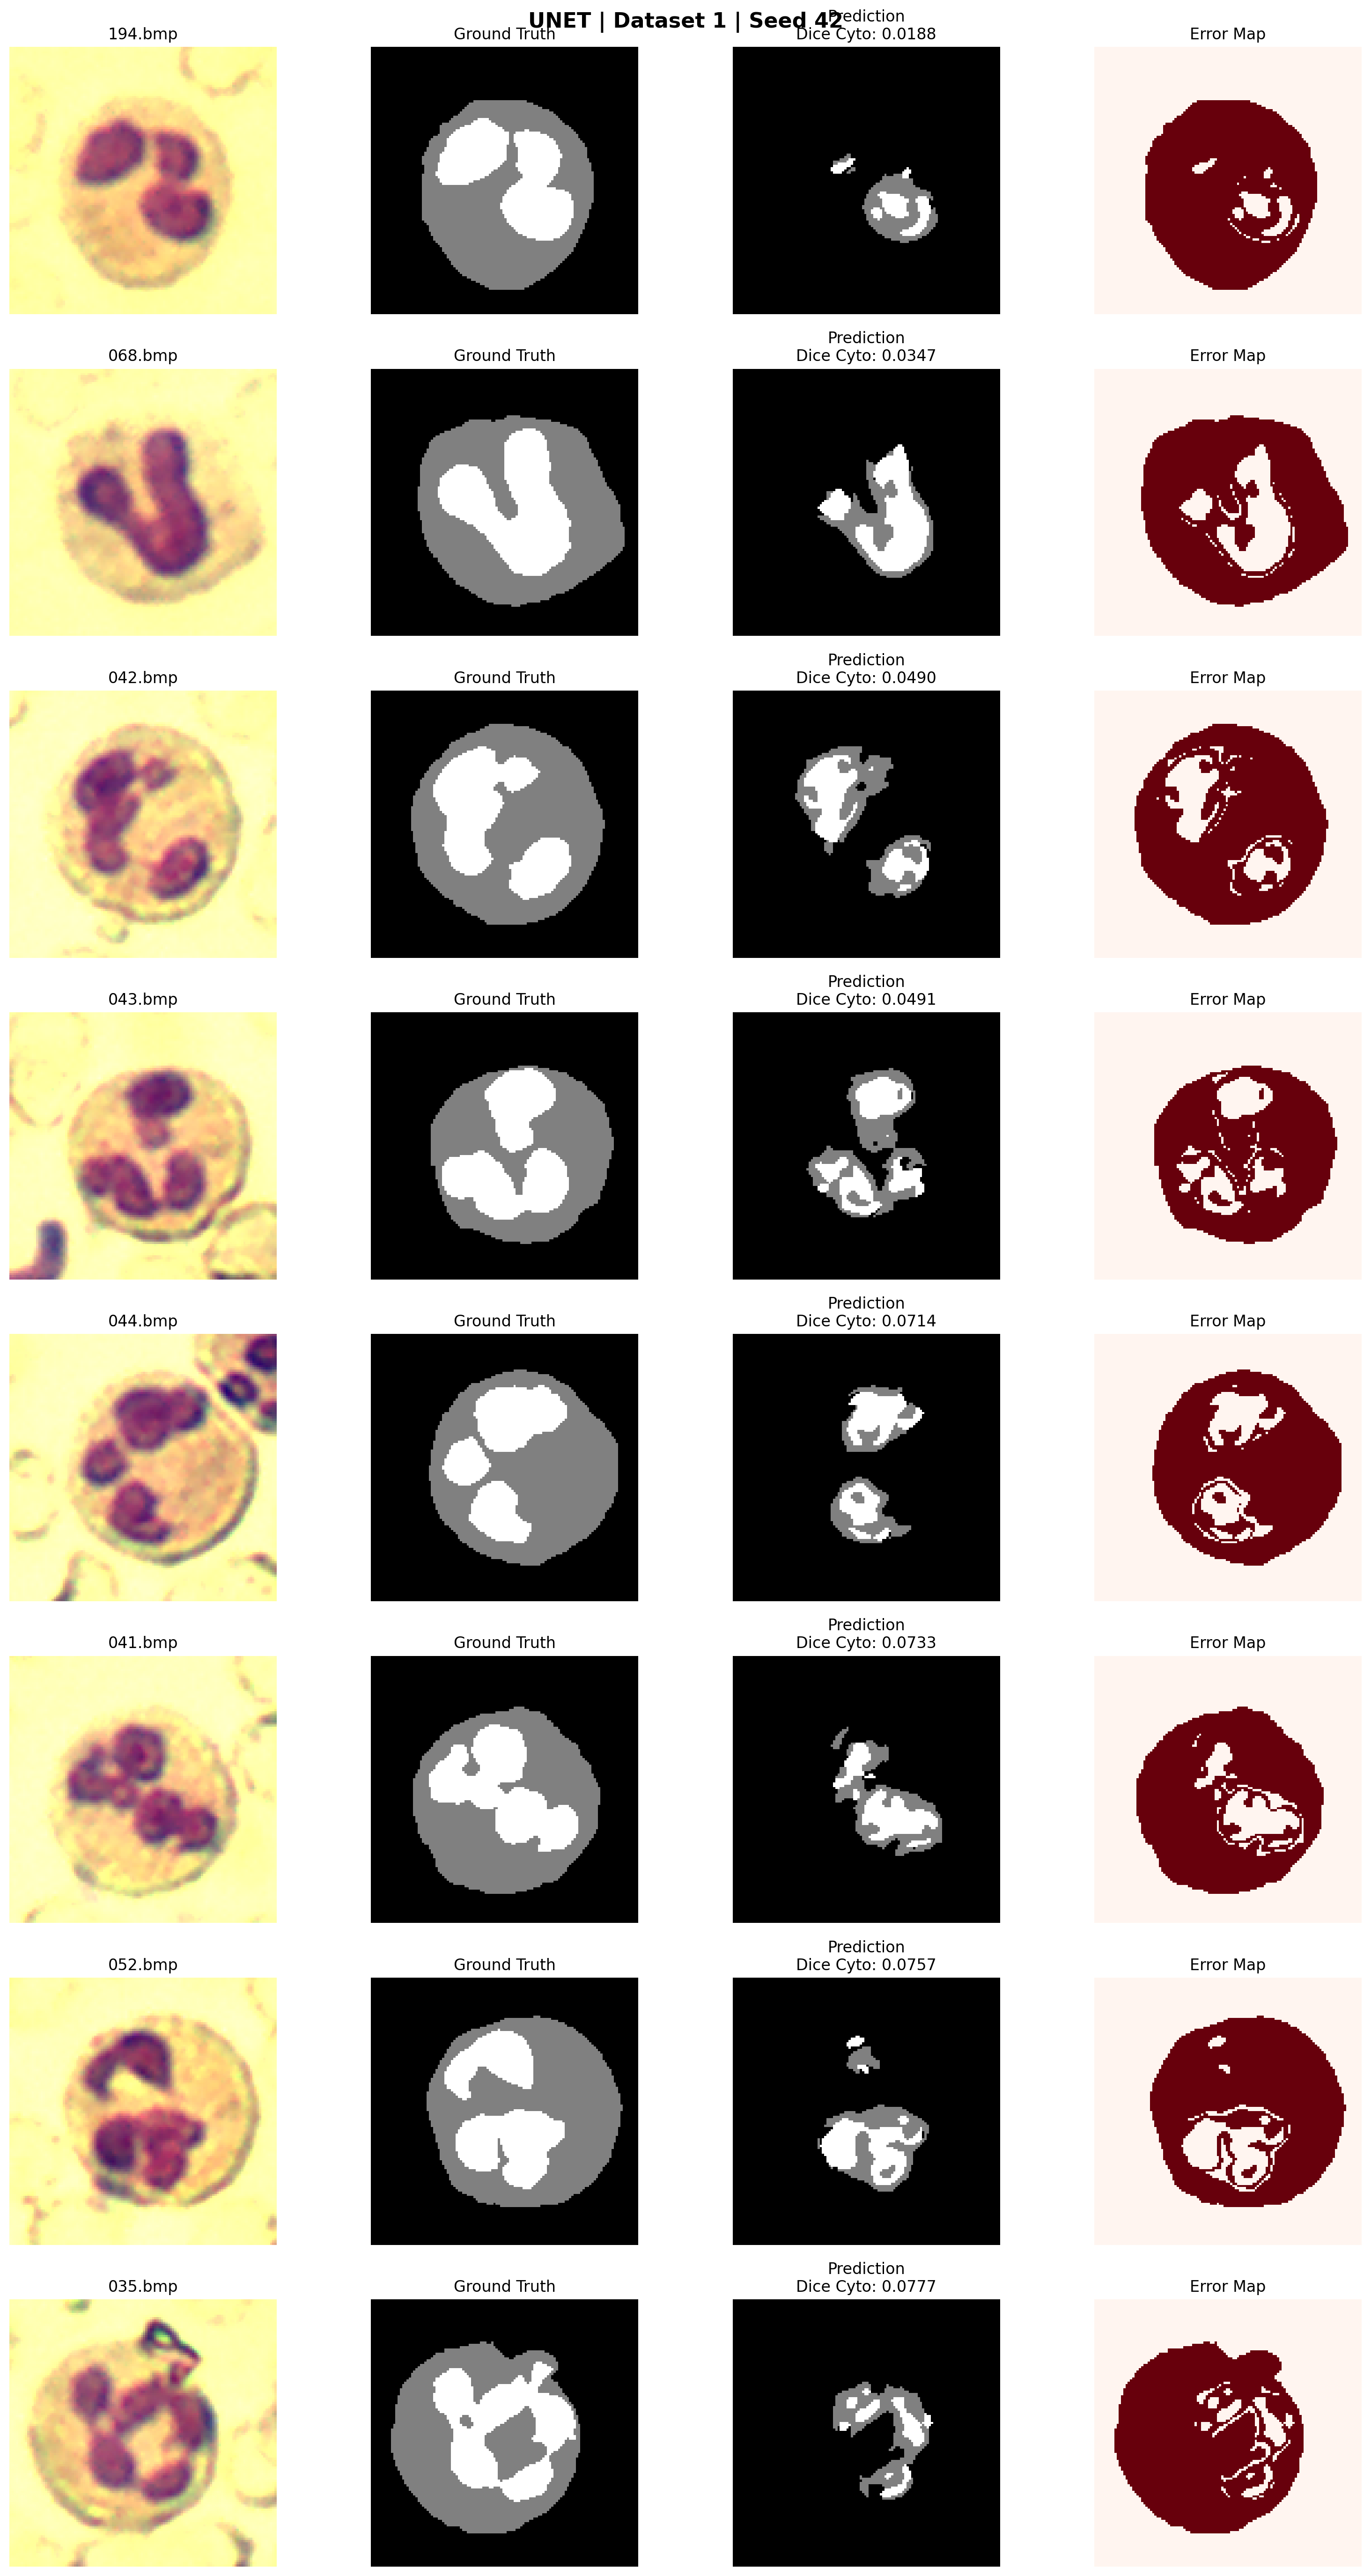 UNET | Dataset 1 | Seed 42
194.bmp
Ground Truth
Prediction
Dice Cyto: 0.0188
Error Map
068.bmp
Ground Truth
Prediction
Dice Cyto: 0.0347
Error Map
042.bmp
Ground Truth
Prediction
Dice Cyto: 0.0490
Error Map
043.bmp
Ground Truth
Prediction
Dice Cyto: 0.0491
Error Map
044.bmp
Ground Truth
Prediction
Dice Cyto: 0.0714
Error Map
041.bmp
Ground Truth
Prediction
Dice Cyto: 0.0733
Error Map
052.bmp
Ground Truth
Prediction
Dice Cyto: 0.0757
Error Map
035.bmp
Ground Truth
Prediction
Dice Cyto: 0.0777
Error Map